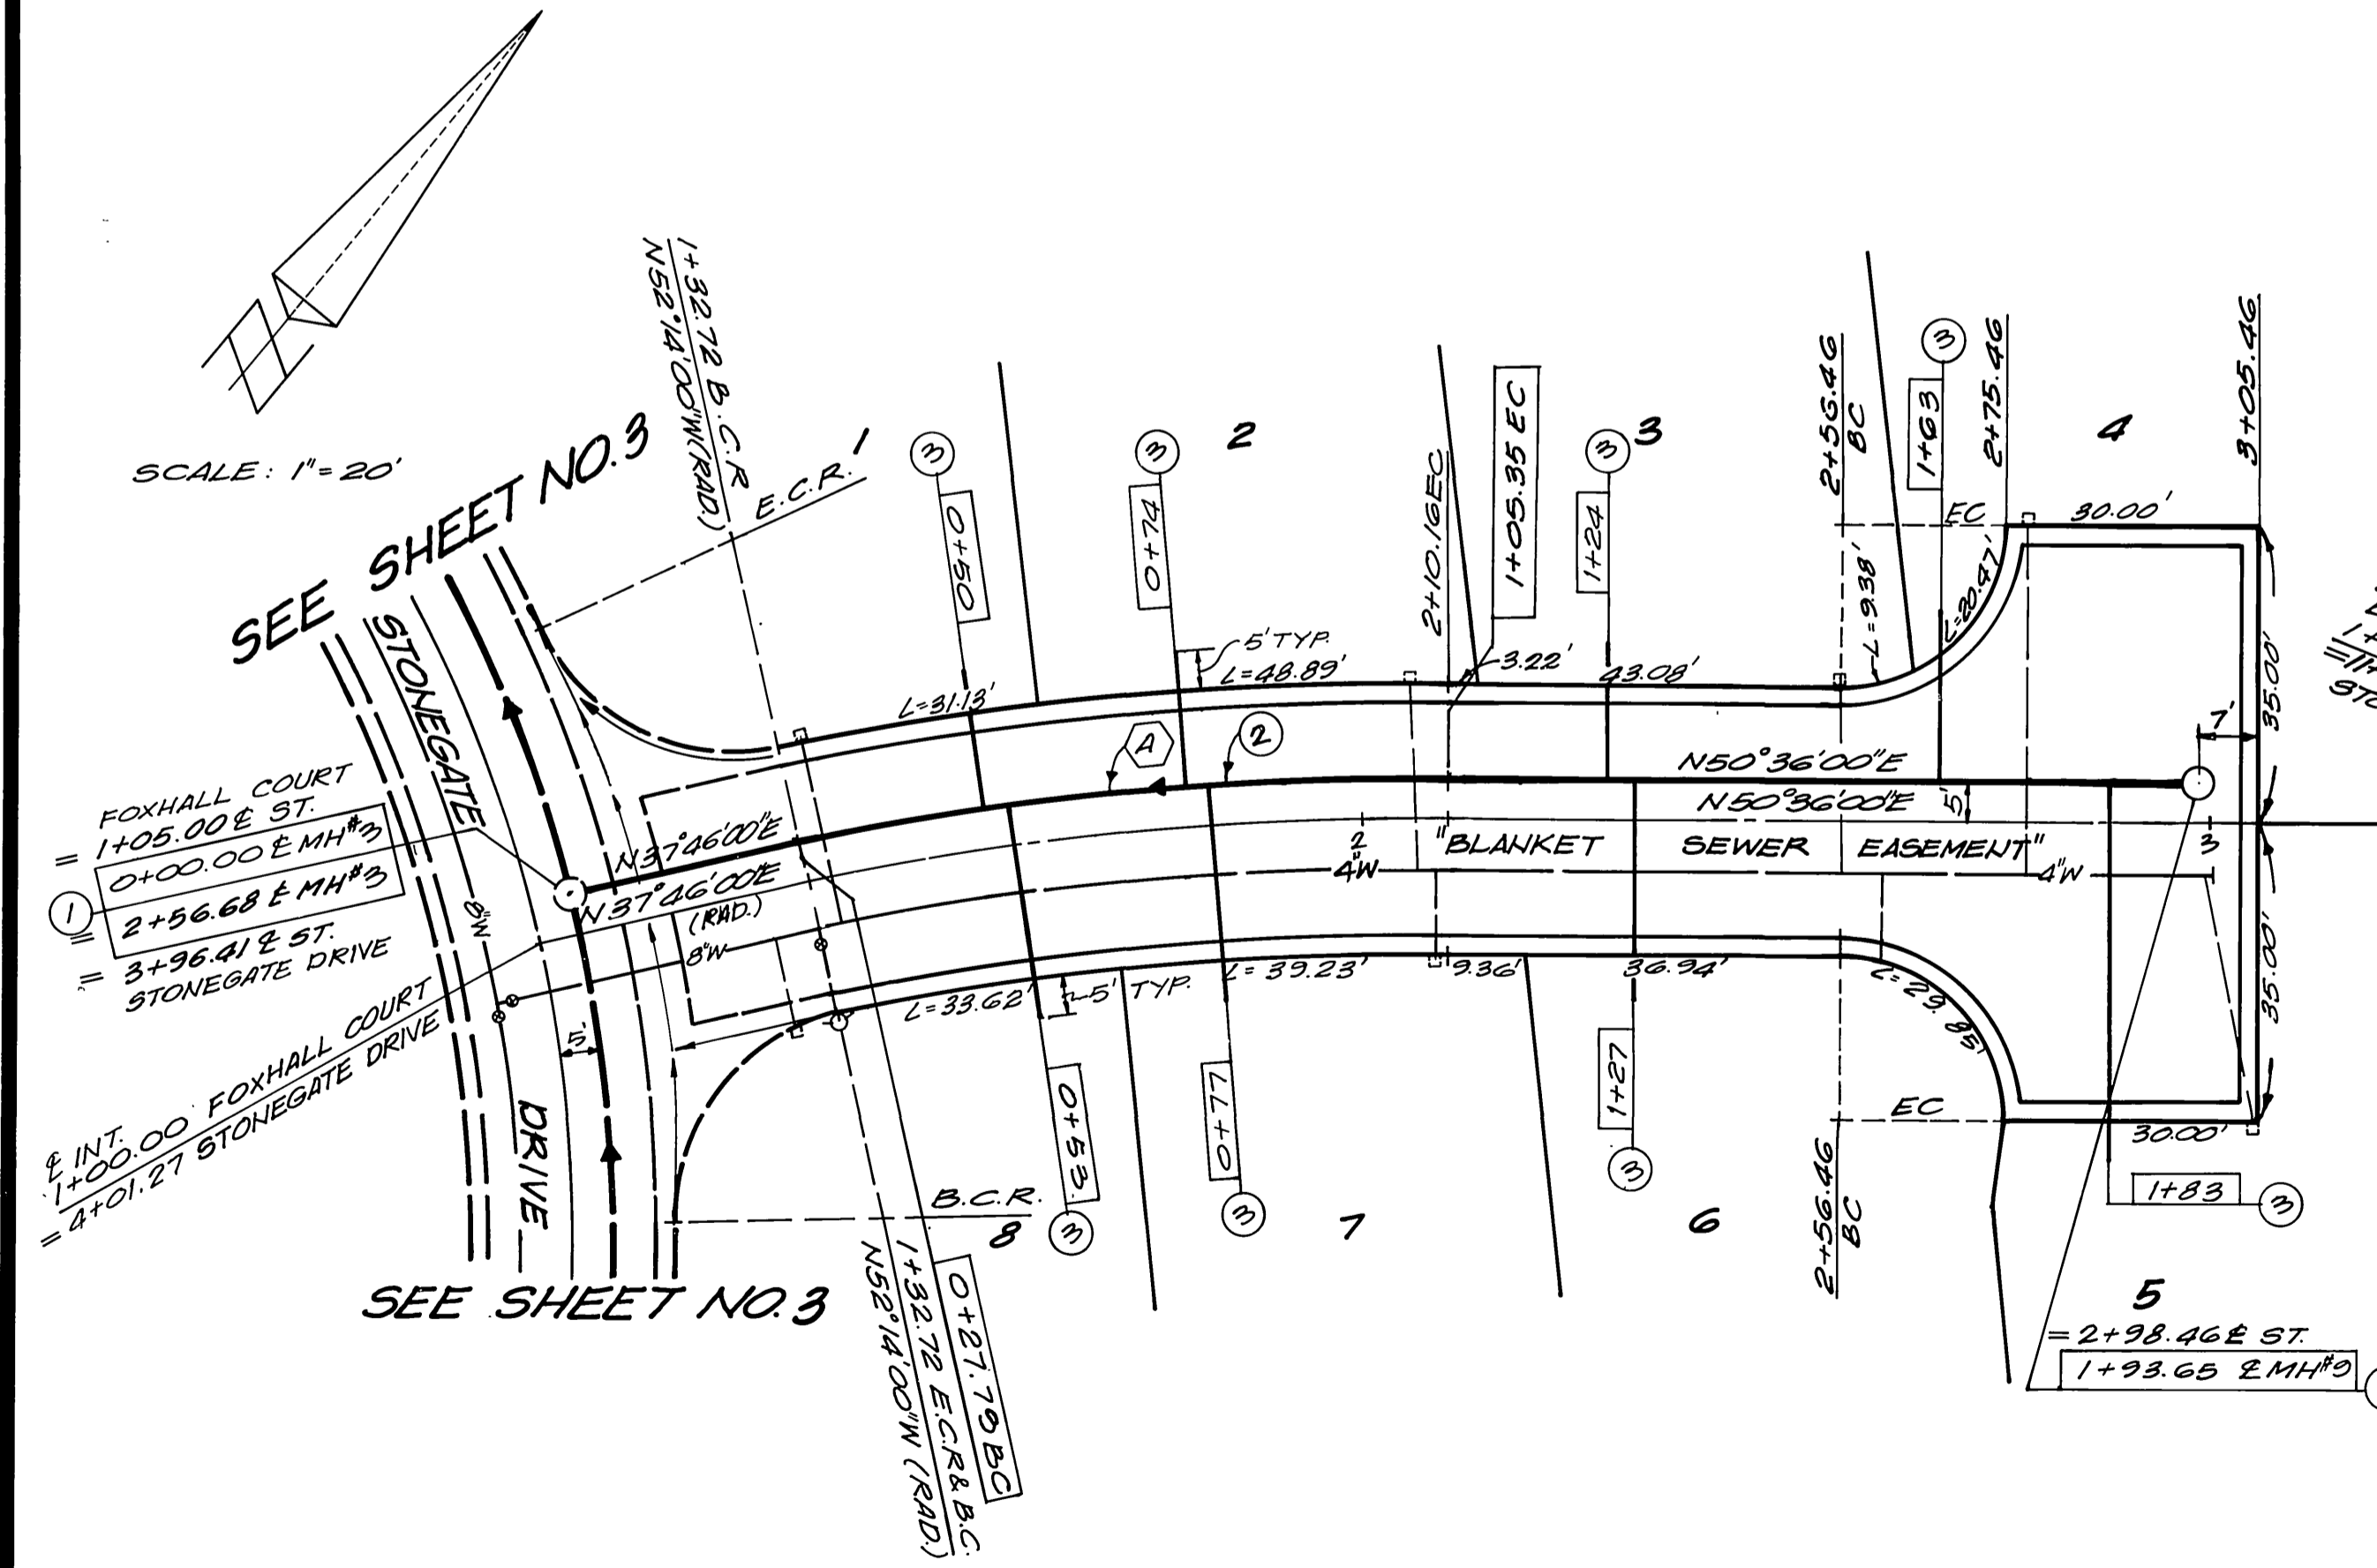 SCALE: 1"=20'
SEE SHEET NO.3
STONEGATE
DRIVE
FOXHALL COURT
= 1+05.00 ℄ ST.
0+00.00 ℄ MH#3
1
= 2+56.68 ℄ MH#3
= 3+96.41 ℄ ST.
STONEGATE DRIVE
℄ INT.
1+00.00 FOXHALL COURT
= 4+01.27 STONEGATE DRIVE
8"W
5'
SEE SHEET NO.3
1+32.72 B.C.R
N52°14'00"W(RAD.)
E.C.R.
1
3
0+50
3
0+74
2
5' TYP.
L=48.89'
L=31.13'
A
2
2+10.16EC
1+05.35 EC
3.22'
3
1+24
3
43.08'
2+56.46
BC
L=9.38'
3
1+63
2+75.46
EC
L=20.47'
30.00'
4
3+05.46
35.00'
7'
35.00'
N37°46'00"E
N37°46'00"E
(RAD.)
8"W
N50°36'00"E
N50°36'00"E
5'
2
3
"BLANKET SEWER EASEMENT"
4"W
4"W
L=33.62'
5' TYP.
L=39.23'
9.36'
36.94'
L=29.85'
EC
30.00'
B.C.R.
8
0+53
3
0+77
3
7
1+27
3
6
2+56.46
BC
1+83
3
5
= 2+98.46 ℄ ST.
1+93.65 ℄ MH#9
0+27.79 BC
1+32.72 E.C.R & B.C.
N52°14'00"W (RAD.)